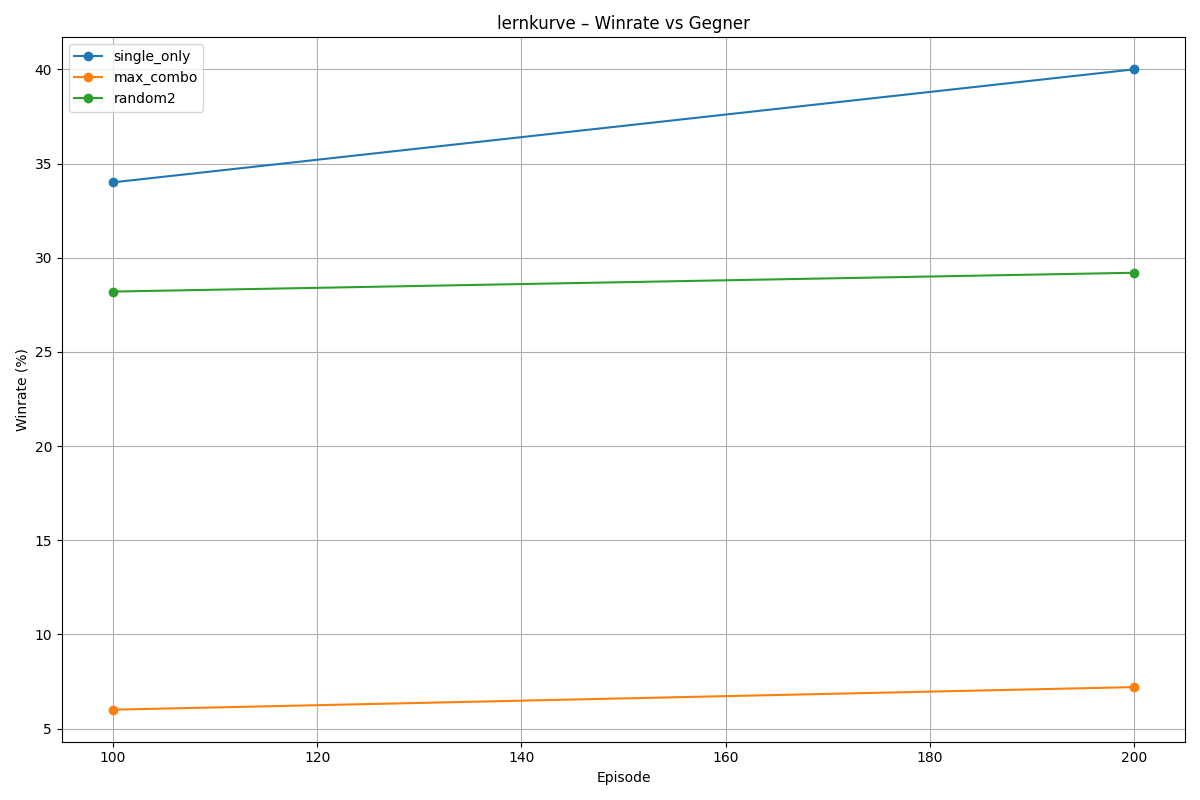 lernkurve – Winrate vs Gegner
single_only
max_combo
random2
Winrate (%)
40
35
30
25
20
15
10
5
100 120 140 160 180 200
Episode